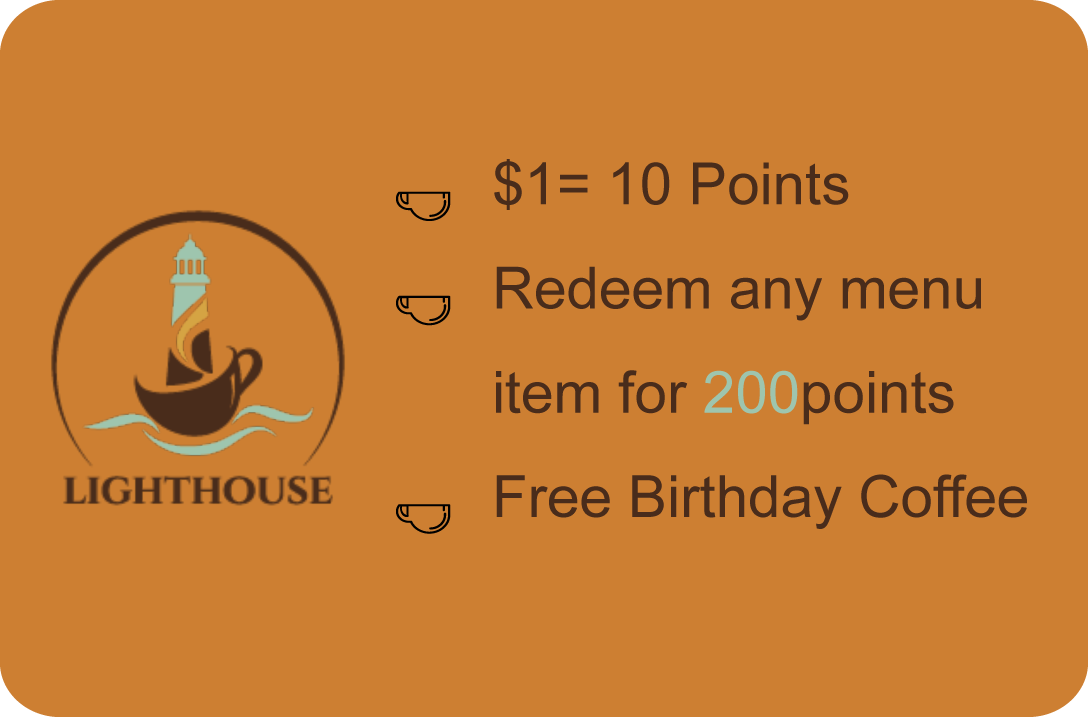 LIGHTHOUSE
$1= 10 Points
Redeem any menu
item for 200points
Free Birthday Coffee